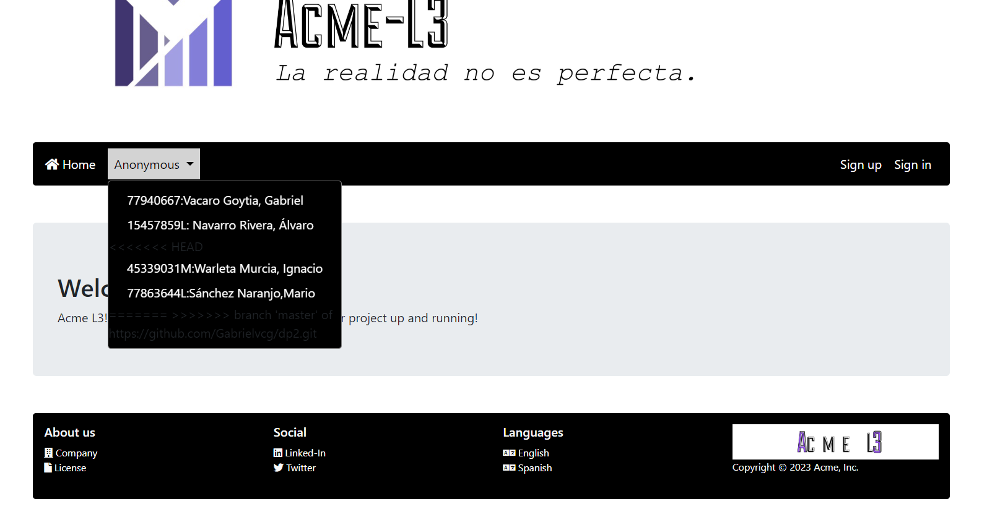 Acme-L3
La realidad no es perfecta.
Home
Anonymous
Sign up
Sign in
77940667:Vacaro Goytia, Gabriel
15457859L: Navarro Rivera, Álvaro
<<<<<<< HEAD
45339031M:Warleta Murcia, Ignacio
77863644L:Sánchez Naranjo,Mario
======= >>>>>>> branch 'master' of
https://github.com/Gabrielvcg/dp2.git
Acme L3! r project up and running!
About us
Company
License
Social
Linked-In
Twitter
Languages
English
Spanish
Acme L3
Copyright © 2023 Acme, Inc.